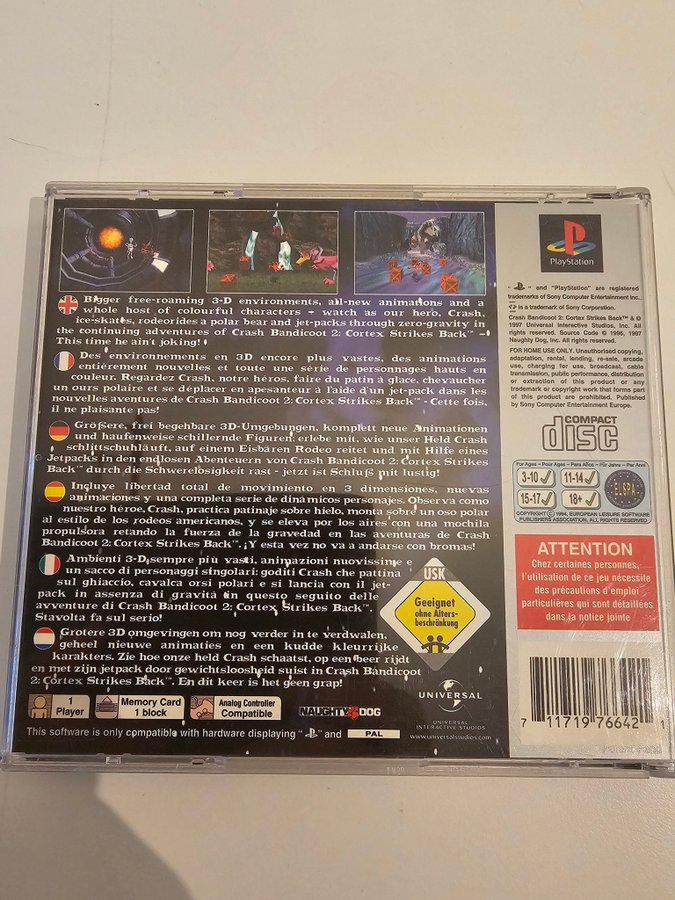 Bigger free-roaming 3-D environments, all-new animations and a
whole host of colourful characters - watch as our hero, Crash,
ice-skates, rodeorides a polar bear and jet-packs through zero-gravity in
the continuing adventures of Crash Bandicoot 2: Cortex Strikes Back™ -
This time he ain't joking!
Des environnements en 3D encore plus vastes, des animations
entièrement nouvelles et toute une série de personnages hauts en
couleur. Regardez Crash, notre héros, faire du patin à glace, chevaucher
un ours polaire et se déplacer en apesanteur à l'aide d'un jet-pack dans les
nouvelles aventures de Crash Bandicoot 2: Cortex Strikes Back™ - Cette fois,
il ne plaisante pas!
Größere, frei begehbare 3D-Umgebungen, komplett neue Animationen
und haufenweise schillernde Figuren: erlebe mit, wie unser Held Crash
schlittschuhläuft, auf einem Eisbären Rodeo reitet und mit Hilfe eines
Jetpacks in den endlosen Abenteuern von Crash Bandicoot 2: Cortex Strikes
Back™ durch die Schwerelosigkeit rast - jetzt ist Schluß mit lustig!
Incluye libertad total de movimiento en 3 dimensiones, nuevas
animaciones y una completa serie de dinámicos personajes. Observa como
nuestro héroe, Crash, practica patinaje sobre hielo, monta sobre un oso polar
al estilo de los rodeos americanos, y se eleva por los aires con una mochila
propulsora retando la fuerza de la gravedad en las aventuras de Crash
Bandicoot 2: Cortex Strikes Back™. ¡Y esta vez no va a andarse con bromas!
Ambienti 3-D sempre più vasti, animazioni nuovissime e
un sacco di personaggi singolari: goditi Crash che pattina
sul ghiaccio, cavalca orsi polari e si lancia con il jet-
pack in assenza di gravità in questo seguito delle
avventure di Crash Bandicoot 2: Cortex Strikes Back™.
Stavolta fa sul serio!
Grotere 3D omgevingen om nog verder in te verdwalen,
geheel nieuwe animaties en een kudde kleurrijke
karakters. Zie hoe onze held Crash schaatst, op een beer rijdt
en met zijn jetpack door gewichtsloosheid suist in Crash Bandicoot
2: Cortex Strikes Back™. En dit keer is het geen grap!
USK
Geeignet
ohne Alters-
beschränkung
1
Player
Memory Card
1 block
Analog Controller
Compatible
NAUGHTY DOG
UNIVERSAL
UNIVERSAL
INTERACTIVE STUDIOS
www.universalstudios.com
This software is only compatible with hardware displaying " " and PAL
PlayStation
" " and "PlayStation" are registered
trademarks of Sony Computer Entertainment Inc.
" " is a trademark of Sony Corporation.
Crash Bandicoot 2: Cortex Strikes Back™ & ©
1997 Universal Interactive Studios, Inc. All
rights reserved. Source Code © 1996, 1997
Naughty Dog, Inc. All rights reserved.
FOR HOME USE ONLY. Unauthorised copying,
adaptation, rental, lending, re-sale, arcade
use, charging for use, broadcast, cable
transmission, public performance, distribution
or extraction of this product or any
trademark or copyright work that forms part
of this product are prohibited. Published
by Sony Computer Entertainment Europe.
COMPACT
disc
For Ages - Pour Ages - Para Años - Für Jahre - Per Anni
3-10
11-14
15-17
18+
ELSPA
COPYRIGHT © 1994, EUROPEAN LEISURE SOFTWARE
PUBLISHERS ASSOCIATION, ALL RIGHTS RESERVED
ATTENTION
Chez certaines personnes,
l'utilisation de ce jeu nécessite
des précautions d'emploi
particulières qui sont détaillées
dans la notice jointe
7 11719 76642 1